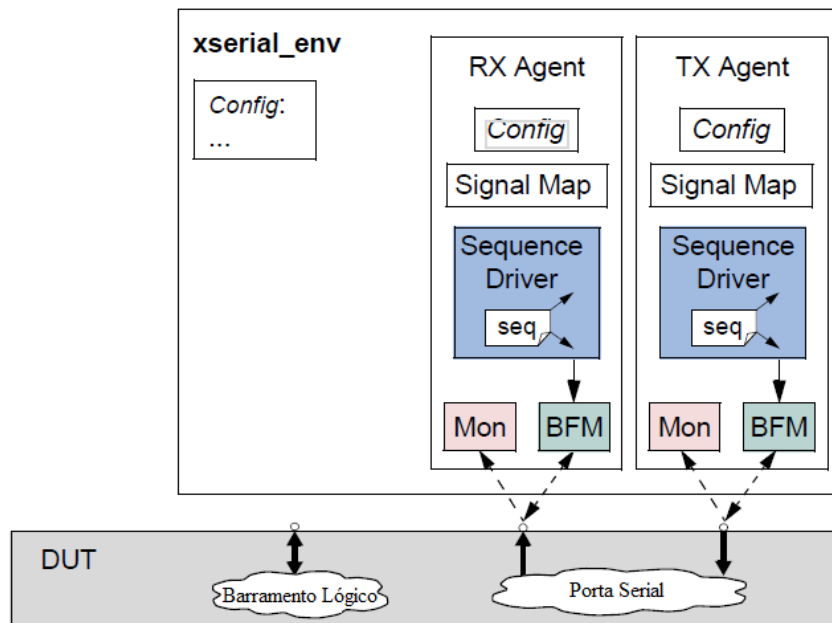 xserial_env
Config:
...
RX Agent
Config
Signal Map
Sequence
Driver
seq
Mon
BFM
TX Agent
Config
Signal Map
Sequence
Driver
seq
Mon
BFM
DUT
Barramento Lógico
Porta Serial